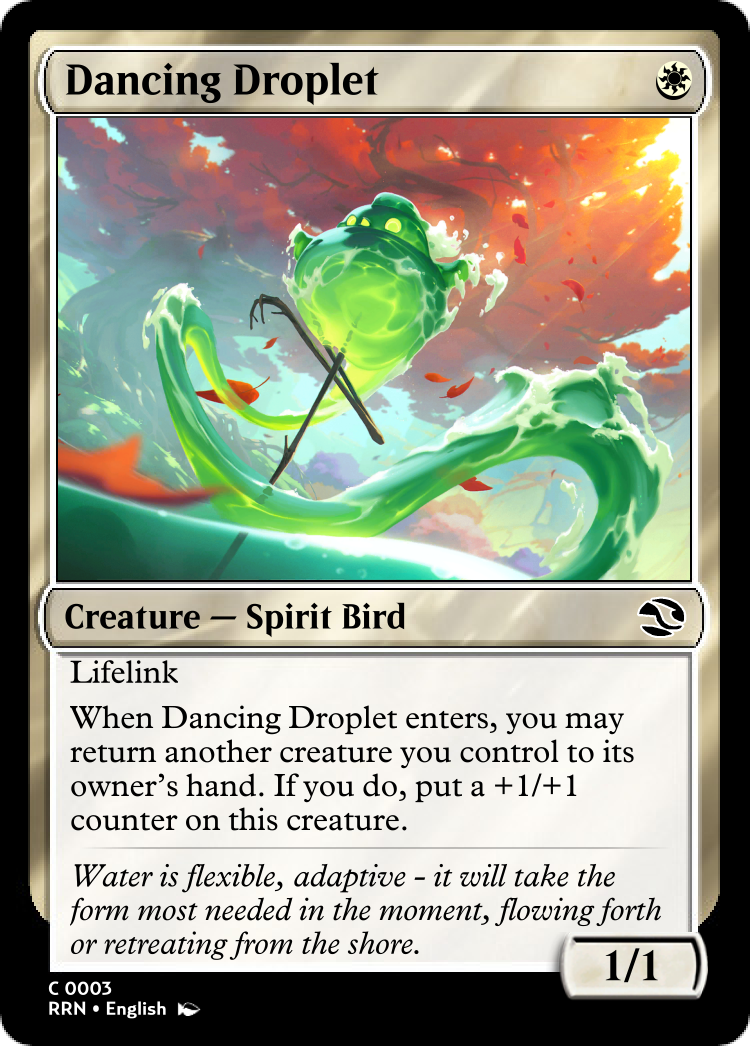 Dancing Droplet
Creature — Spirit Bird
Lifelink
When Dancing Droplet enters, you may
return another creature you control to its
owner's hand. If you do, put a +1/+1
counter on this creature.
Water is flexible, adaptive - it will take the
form most needed in the moment, flowing forth
or retreating from the shore.
1/1
C 0003
RRN • English